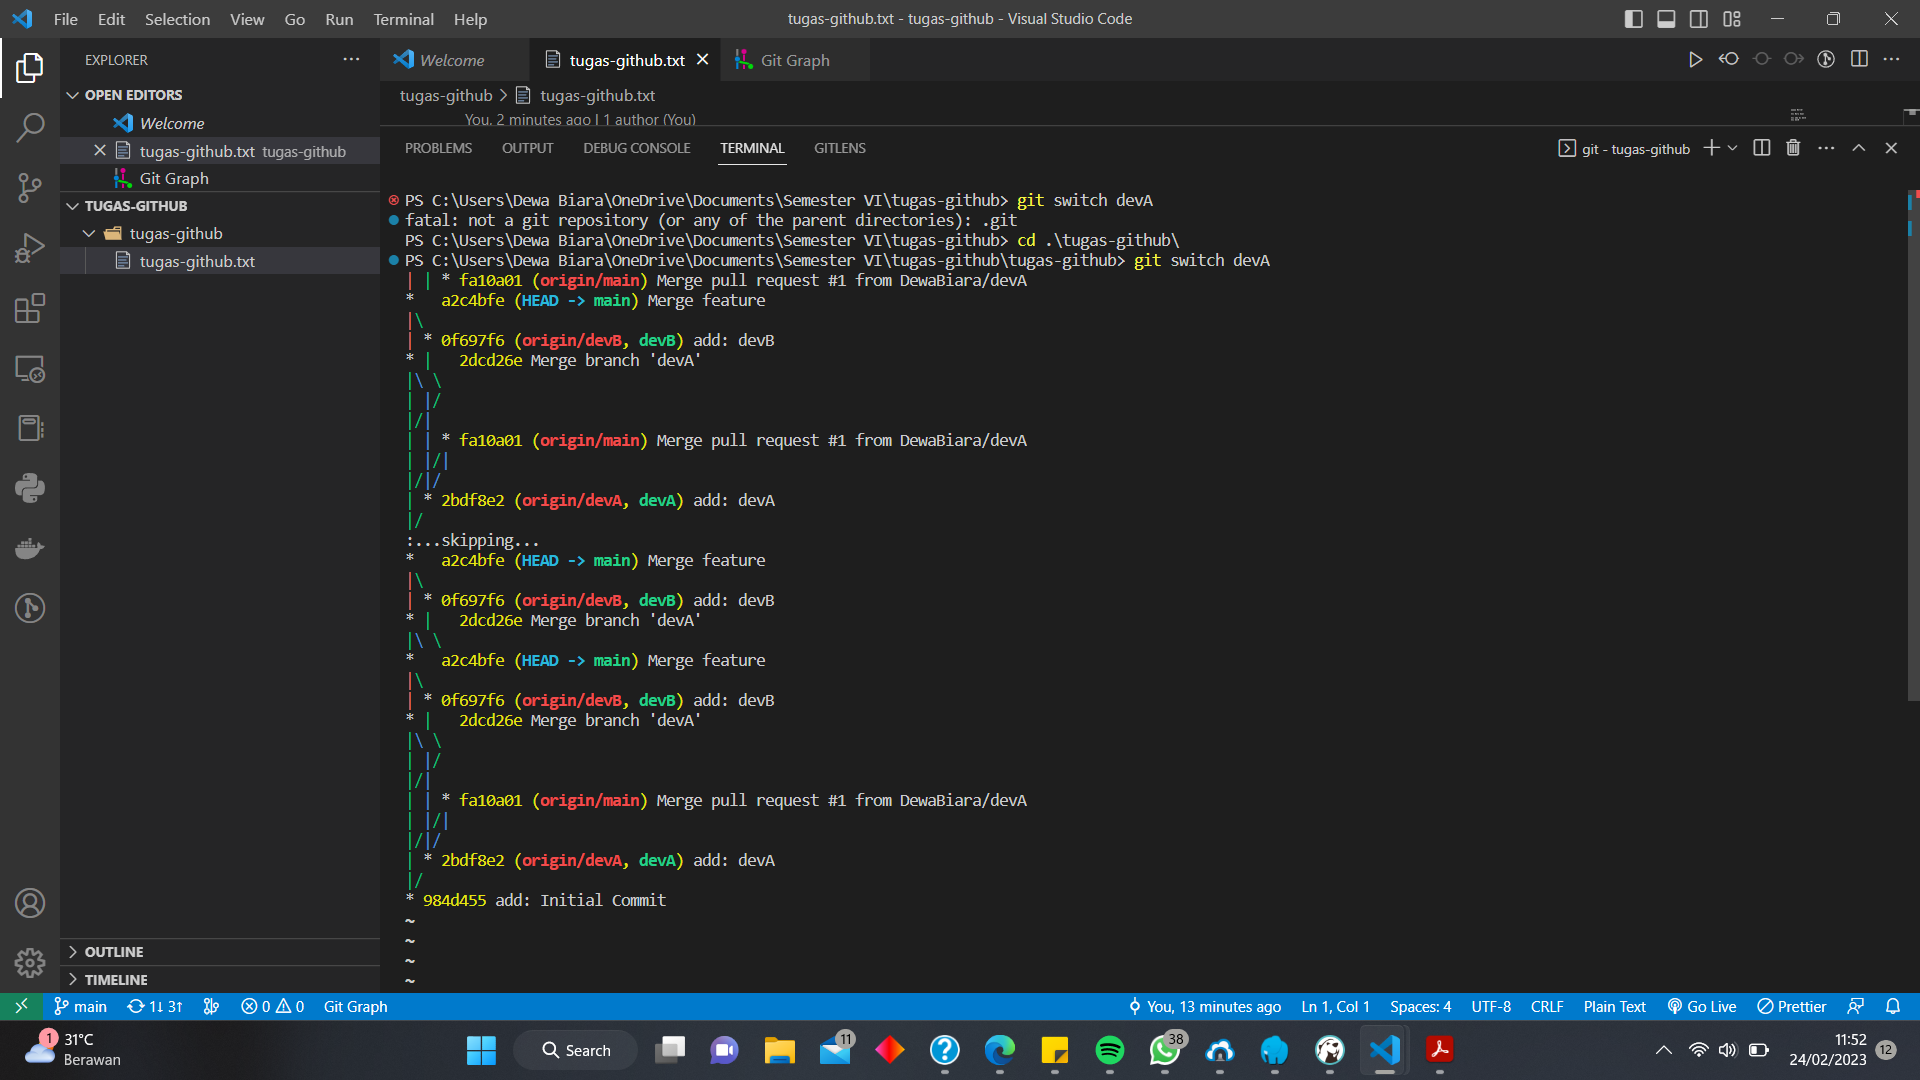 File Edit Selection View Go Run Terminal Help
tugas-github.txt - tugas-github - Visual Studio Code
EXPLORER
OPEN EDITORS
Welcome
tugas-github.txt tugas-github
Git Graph
TUGAS-GITHUB
tugas-github
tugas-github.txt
OUTLINE
TIMELINE
Welcome tugas-github.txt Git Graph
tugas-github > tugas-github.txt
You, 2 minutes ago | 1 author (You)
PROBLEMS OUTPUT DEBUG CONSOLE TERMINAL GITLENS
git - tugas-github
PS C:\Users\Dewa Biara\OneDrive\Documents\Semester VI\tugas-github> git switch devA
fatal: not a git repository (or any of the parent directories): .git
PS C:\Users\Dewa Biara\OneDrive\Documents\Semester VI\tugas-github> cd .\tugas-github\
PS C:\Users\Dewa Biara\OneDrive\Documents\Semester VI\tugas-github\tugas-github> git switch devA
| | * fa10a01 (origin/main) Merge pull request #1 from DewaBiara/devA
*   a2c4bfe (HEAD -> main) Merge feature
|\
| * 0f697f6 (origin/devB, devB) add: devB
* |   2dcd26e Merge branch 'devA'
|\ \
| |/
|/|
| | * fa10a01 (origin/main) Merge pull request #1 from DewaBiara/devA
| |/|
|/|/
| * 2bdf8e2 (origin/devA, devA) add: devA
|/
:...skipping...
*   a2c4bfe (HEAD -> main) Merge feature
|\
| * 0f697f6 (origin/devB, devB) add: devB
* |   2dcd26e Merge branch 'devA'
|\ \
*   a2c4bfe (HEAD -> main) Merge feature
|\
| * 0f697f6 (origin/devB, devB) add: devB
* |   2dcd26e Merge branch 'devA'
|\ \
| |/
|/|
| | * fa10a01 (origin/main) Merge pull request #1 from DewaBiara/devA
| |/|
|/|/
| * 2bdf8e2 (origin/devA, devA) add: devA
|/
* 984d455 add: Initial Commit
~
~
~
~
main 1↓ 3↑ 0 0 Git Graph
You, 13 minutes ago Ln 1, Col 1 Spaces: 4 UTF-8 CRLF Plain Text Go Live Prettier
1 31°C
Berawan
Search
11
38
11:52
24/02/2023
12